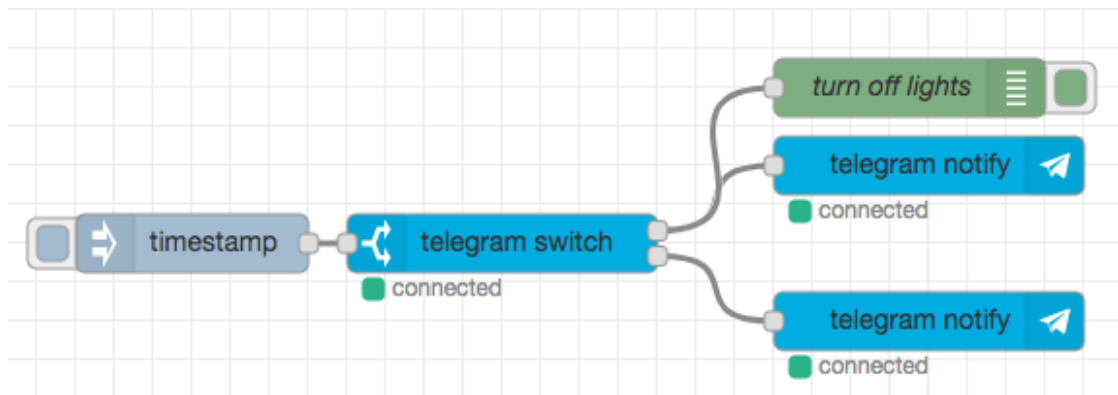 turn off lights
telegram notify
connected
timestamp
telegram switch
connected
telegram notify
connected